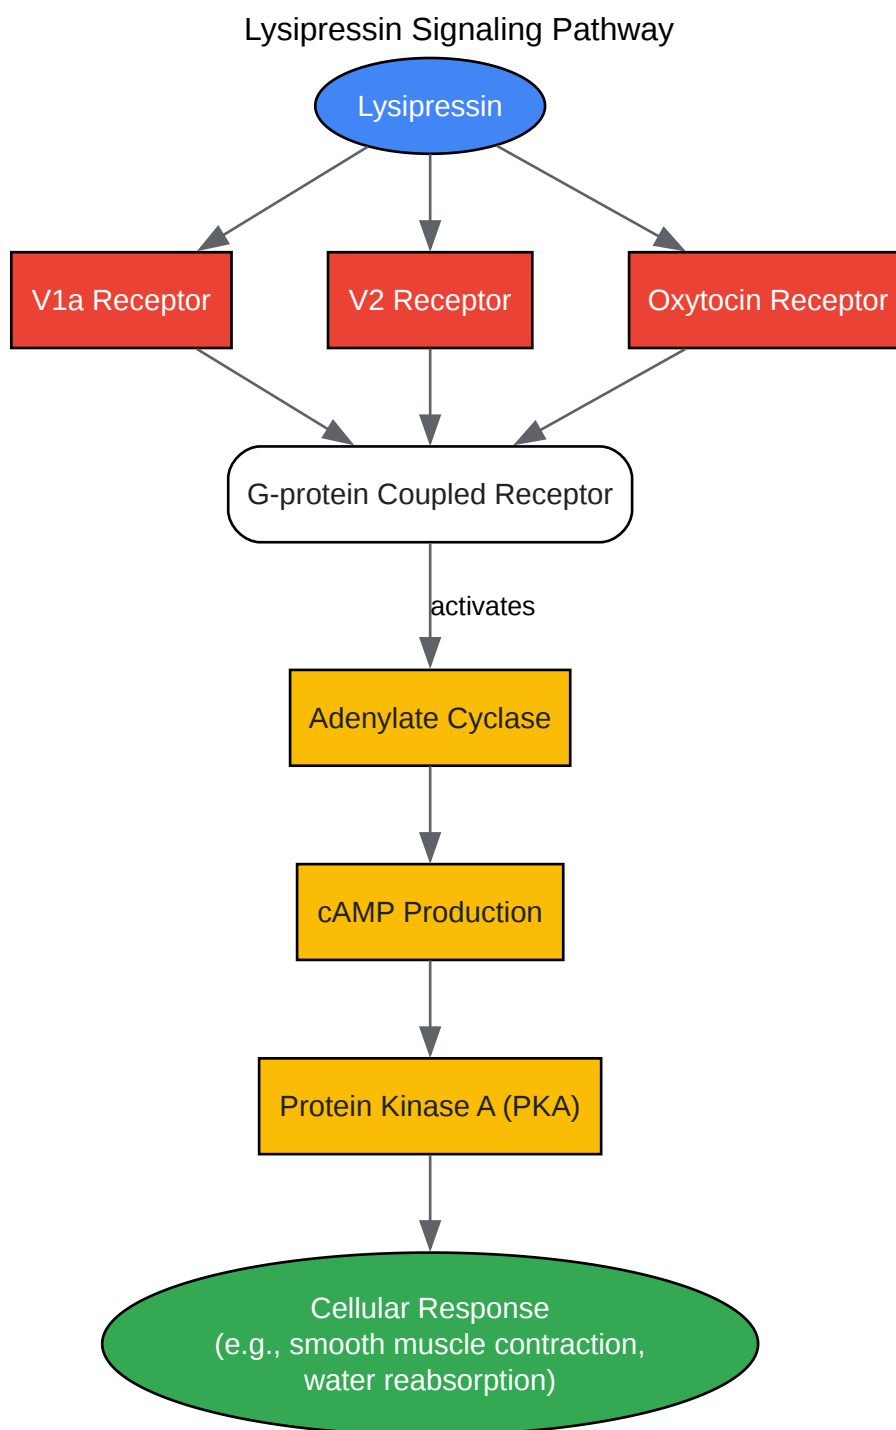 Lysipressin Signaling Pathway
Lysipressin
V1a Receptor
V2 Receptor
Oxytocin Receptor
G-protein Coupled Receptor
activates
Adenylate Cyclase
cAMP Production
Protein Kinase A (PKA)
Cellular Response
(e.g., smooth muscle contraction,
water reabsorption)